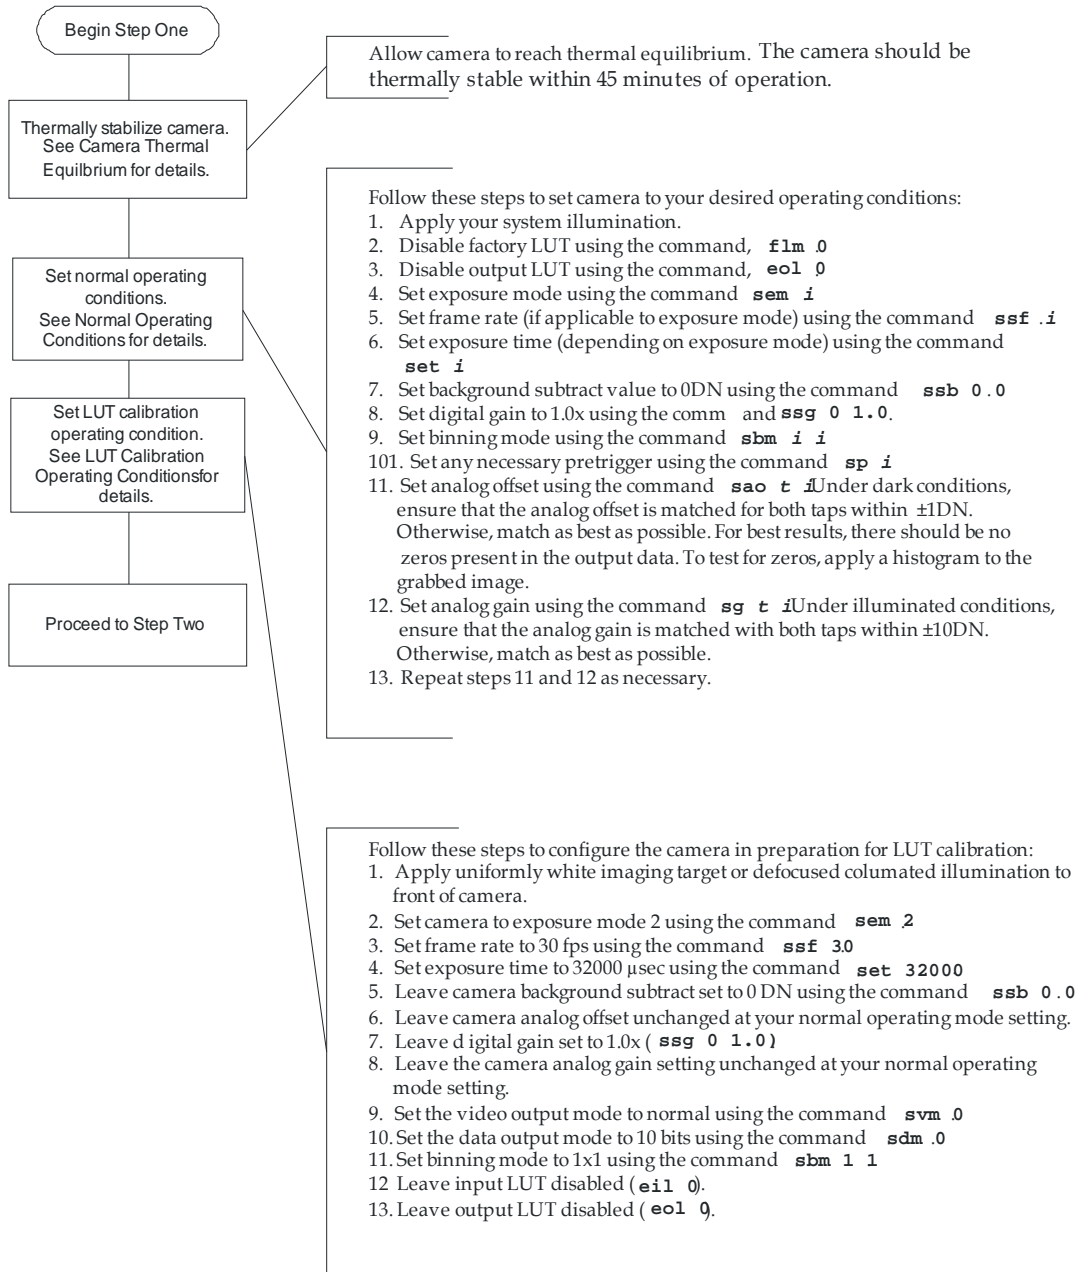 Begin Step One
Thermally stabilize camera.
See Camera Thermal
Equilbrium for details.
Set normal operating
conditions.
See Normal Operating
Conditions for details.
Set LUT calibration
operating condition.
See LUT Calibration
Operating Conditionsfor
details.
Proceed to Step Two
Allow camera to reach thermal equilibrium. The camera should be
thermally stable within 45 minutes of operation.
Follow these steps to set camera to your desired operating conditions:
1. Apply your system illumination.
2. Disable factory LUT using the command, flm .0
3. Disable output LUT using the command, eol 0
4. Set exposure mode using the command sem i
5. Set frame rate (if applicable to exposure mode) using the command ssf .i
6. Set exposure time (depending on exposure mode) using the command
set i
7. Set background subtract value to 0DN using the command ssb 0.0
8. Set digital gain to 1.0x using the comm and ssg 0 1.0.
9. Set binning mode using the command sbm i i
101. Set any necessary pretrigger using the command sp i
11. Set analog offset using the command sao t i Under dark conditions,
ensure that the analog offset is matched for both taps within ±1DN.
Otherwise, match as best as possible. For best results, there should be no
zeros present in the output data. To test for zeros, apply a histogram to the
grabbed image.
12. Set analog gain using the command sg t i Under illuminated conditions,
ensure that the analog gain is matched with both taps within ±10DN.
Otherwise, match as best as possible.
13. Repeat steps 11 and 12 as necessary.
Follow these steps to configure the camera in preparation for LUT calibration:
1. Apply uniformly white imaging target or defocused columated illumination to
front of camera.
2. Set camera to exposure mode 2 using the command sem .2
3. Set frame rate to 30 fps using the command ssf 30
4. Set exposure time to 32000 µsec using the command set 32000
5. Leave camera background subtract set to 0 DN using the command ssb 0.0
6. Leave camera analog offset unchanged at your normal operating mode setting.
7. Leave d igital gain set to 1.0x ( ssg 0 1.0)
8. Leave the camera analog gain setting unchanged at your normal operating
mode setting.
9. Set the video output mode to normal using the command svm .0
10. Set the data output mode to 10 bits using the command sdm .0
11. Set binning mode to 1x1 using the command sbm 1 1
12 Leave input LUT disabled ( eil 0).
13. Leave output LUT disabled ( eol 0).